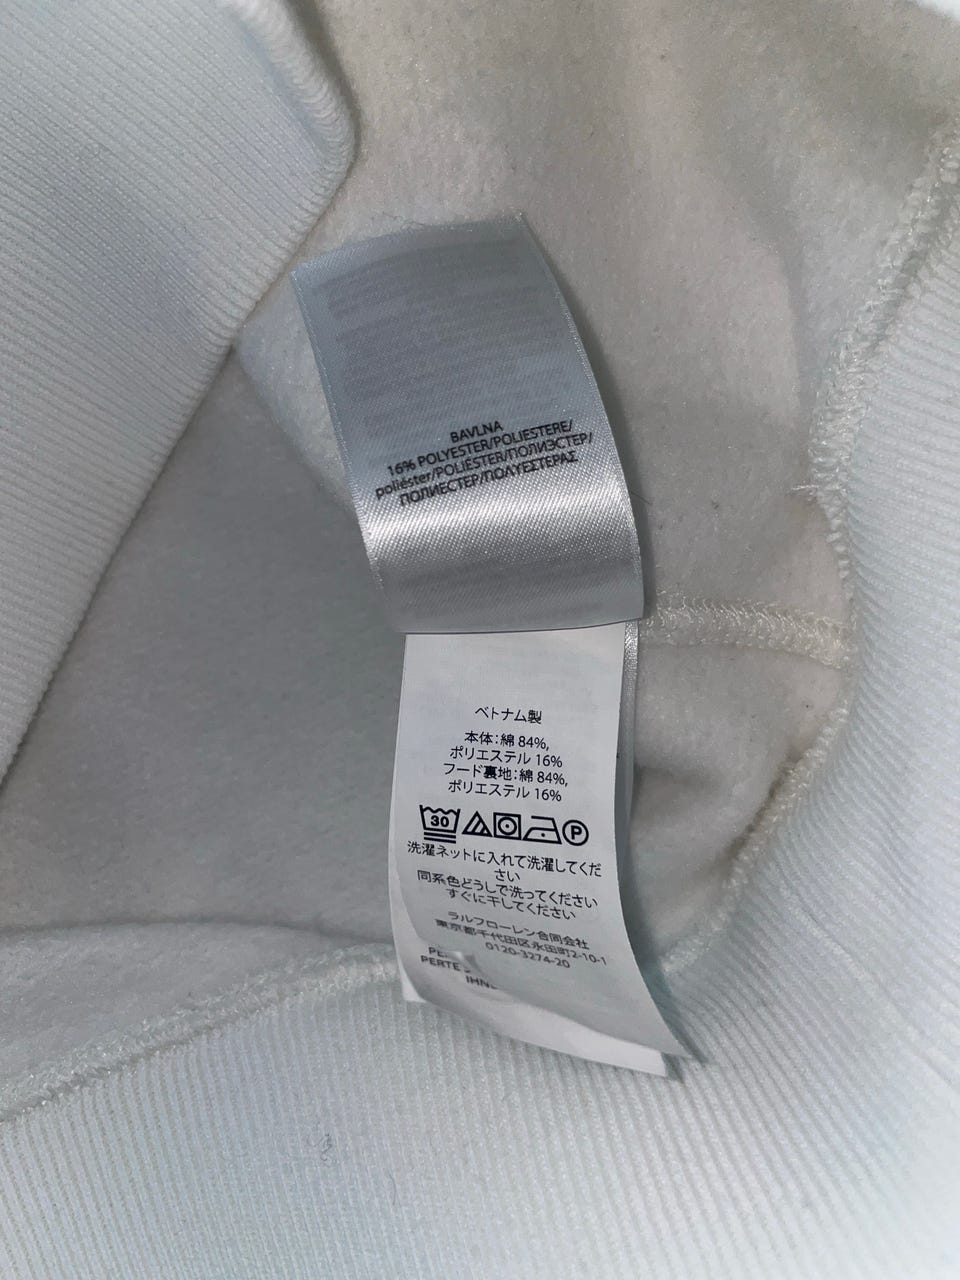 BAVLNA
16% POLYESTER/POLIESTERE/
poliéster/POLIÉSTER/ПОЛИЭСТЕР/
ПОЛИЕСТЕР/ΠΟΛΥΕΣΤΕΡΑΣ
ベトナム製
本体:綿 84%,
ポリエステル 16%
フード裏地:綿 84%,
ポリエステル 16%
30 P
洗濯ネットに入れて洗濯してくだ
さい
同系色どうしで洗ってください
すぐに干してください
ラルフローレン合同会社
東京都千代田区永田町2-10-1
0120-3274-20
PERTE